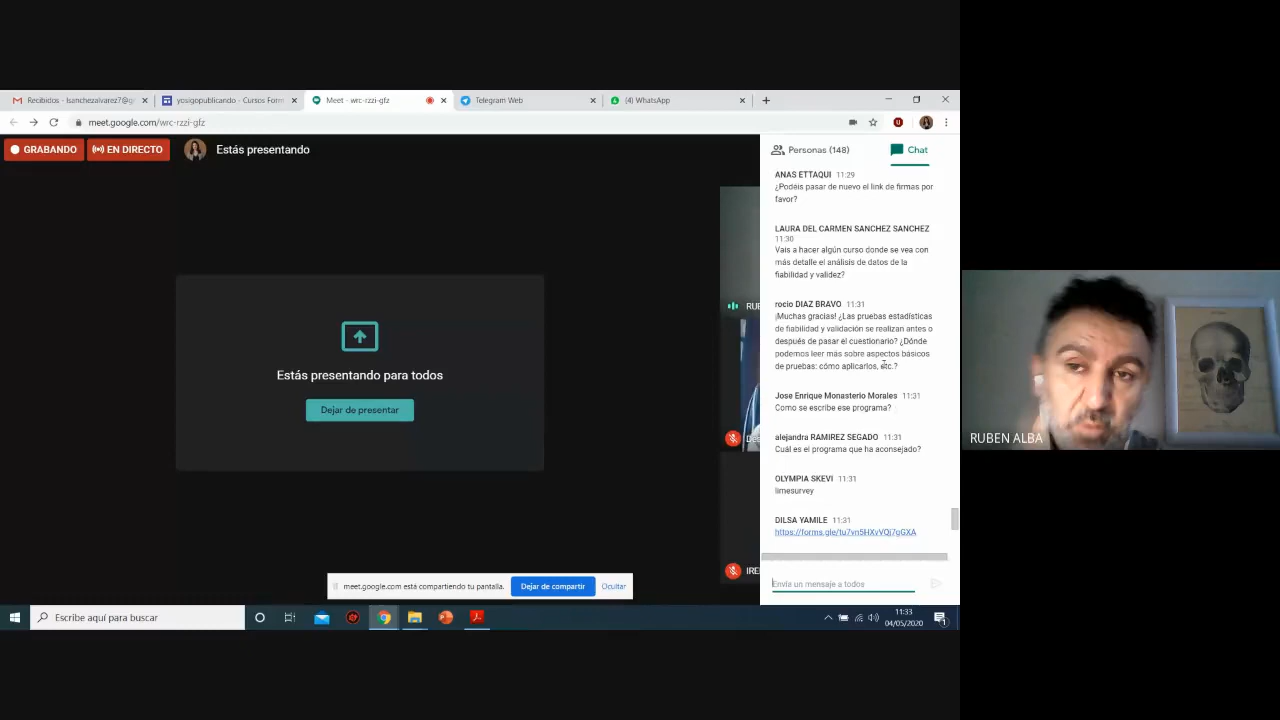 Recibidos - lsanchezalvarez7@g
yosigopublicando - Cursos Form
Meet - wrc-rzzi-gfz
Telegram Web
(4) WhatsApp
meet.google.com/wrc-rzzi-gfz
GRABANDO
EN DIRECTO
Estás presentando
Personas (148)
Chat
ANAS ETTAQUI 11:29
¿Podéis pasar de nuevo el link de firmas por
favor?
LAURA DEL CARMEN SANCHEZ SANCHEZ
11:30
Vais a hacer algún curso donde se vea con
más detalle el análisis de datos de la
fiabilidad y validez?
rocio DIAZ BRAVO 11:31
¡Muchas gracias! ¿Las pruebas estadísticas
de fiabilidad y validación se realizan antes o
después de pasar el cuestionario? ¿Dónde
podemos leer más sobre aspectos básicos
de pruebas: cómo aplicarlos, etc.?
Jose Enrique Monasterio Morales 11:31
Como se escribe ese programa?
alejandra RAMIREZ SEGADO 11:31
Cuál es el programa que ha aconsejado?
OLYMPIA SKEVI 11:31
limesurvey
DILSA YAMILE 11:31
https://forms.gle/tu7vn5HXvVQj7gGXA
Envía un mensaje a todos
Estás presentando para todos
Dejar de presentar
RUB
De
IRE
meet.google.com está compartiendo tu pantalla.
Dejar de compartir
Ocultar
Escribe aquí para buscar
11:33
04/05/2020
RUBEN ALBA